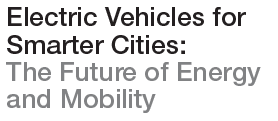 Electric Vehicles for
Smarter Cities:
The Future of Energy
and Mobility